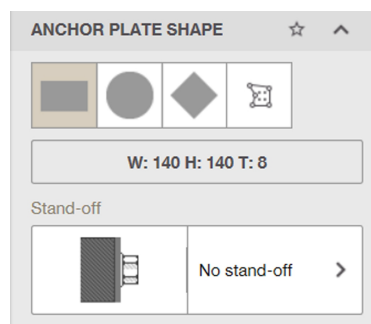 ANCHOR PLATE SHAPE
W: 140 H: 140 T: 8
Stand-off
No stand-off